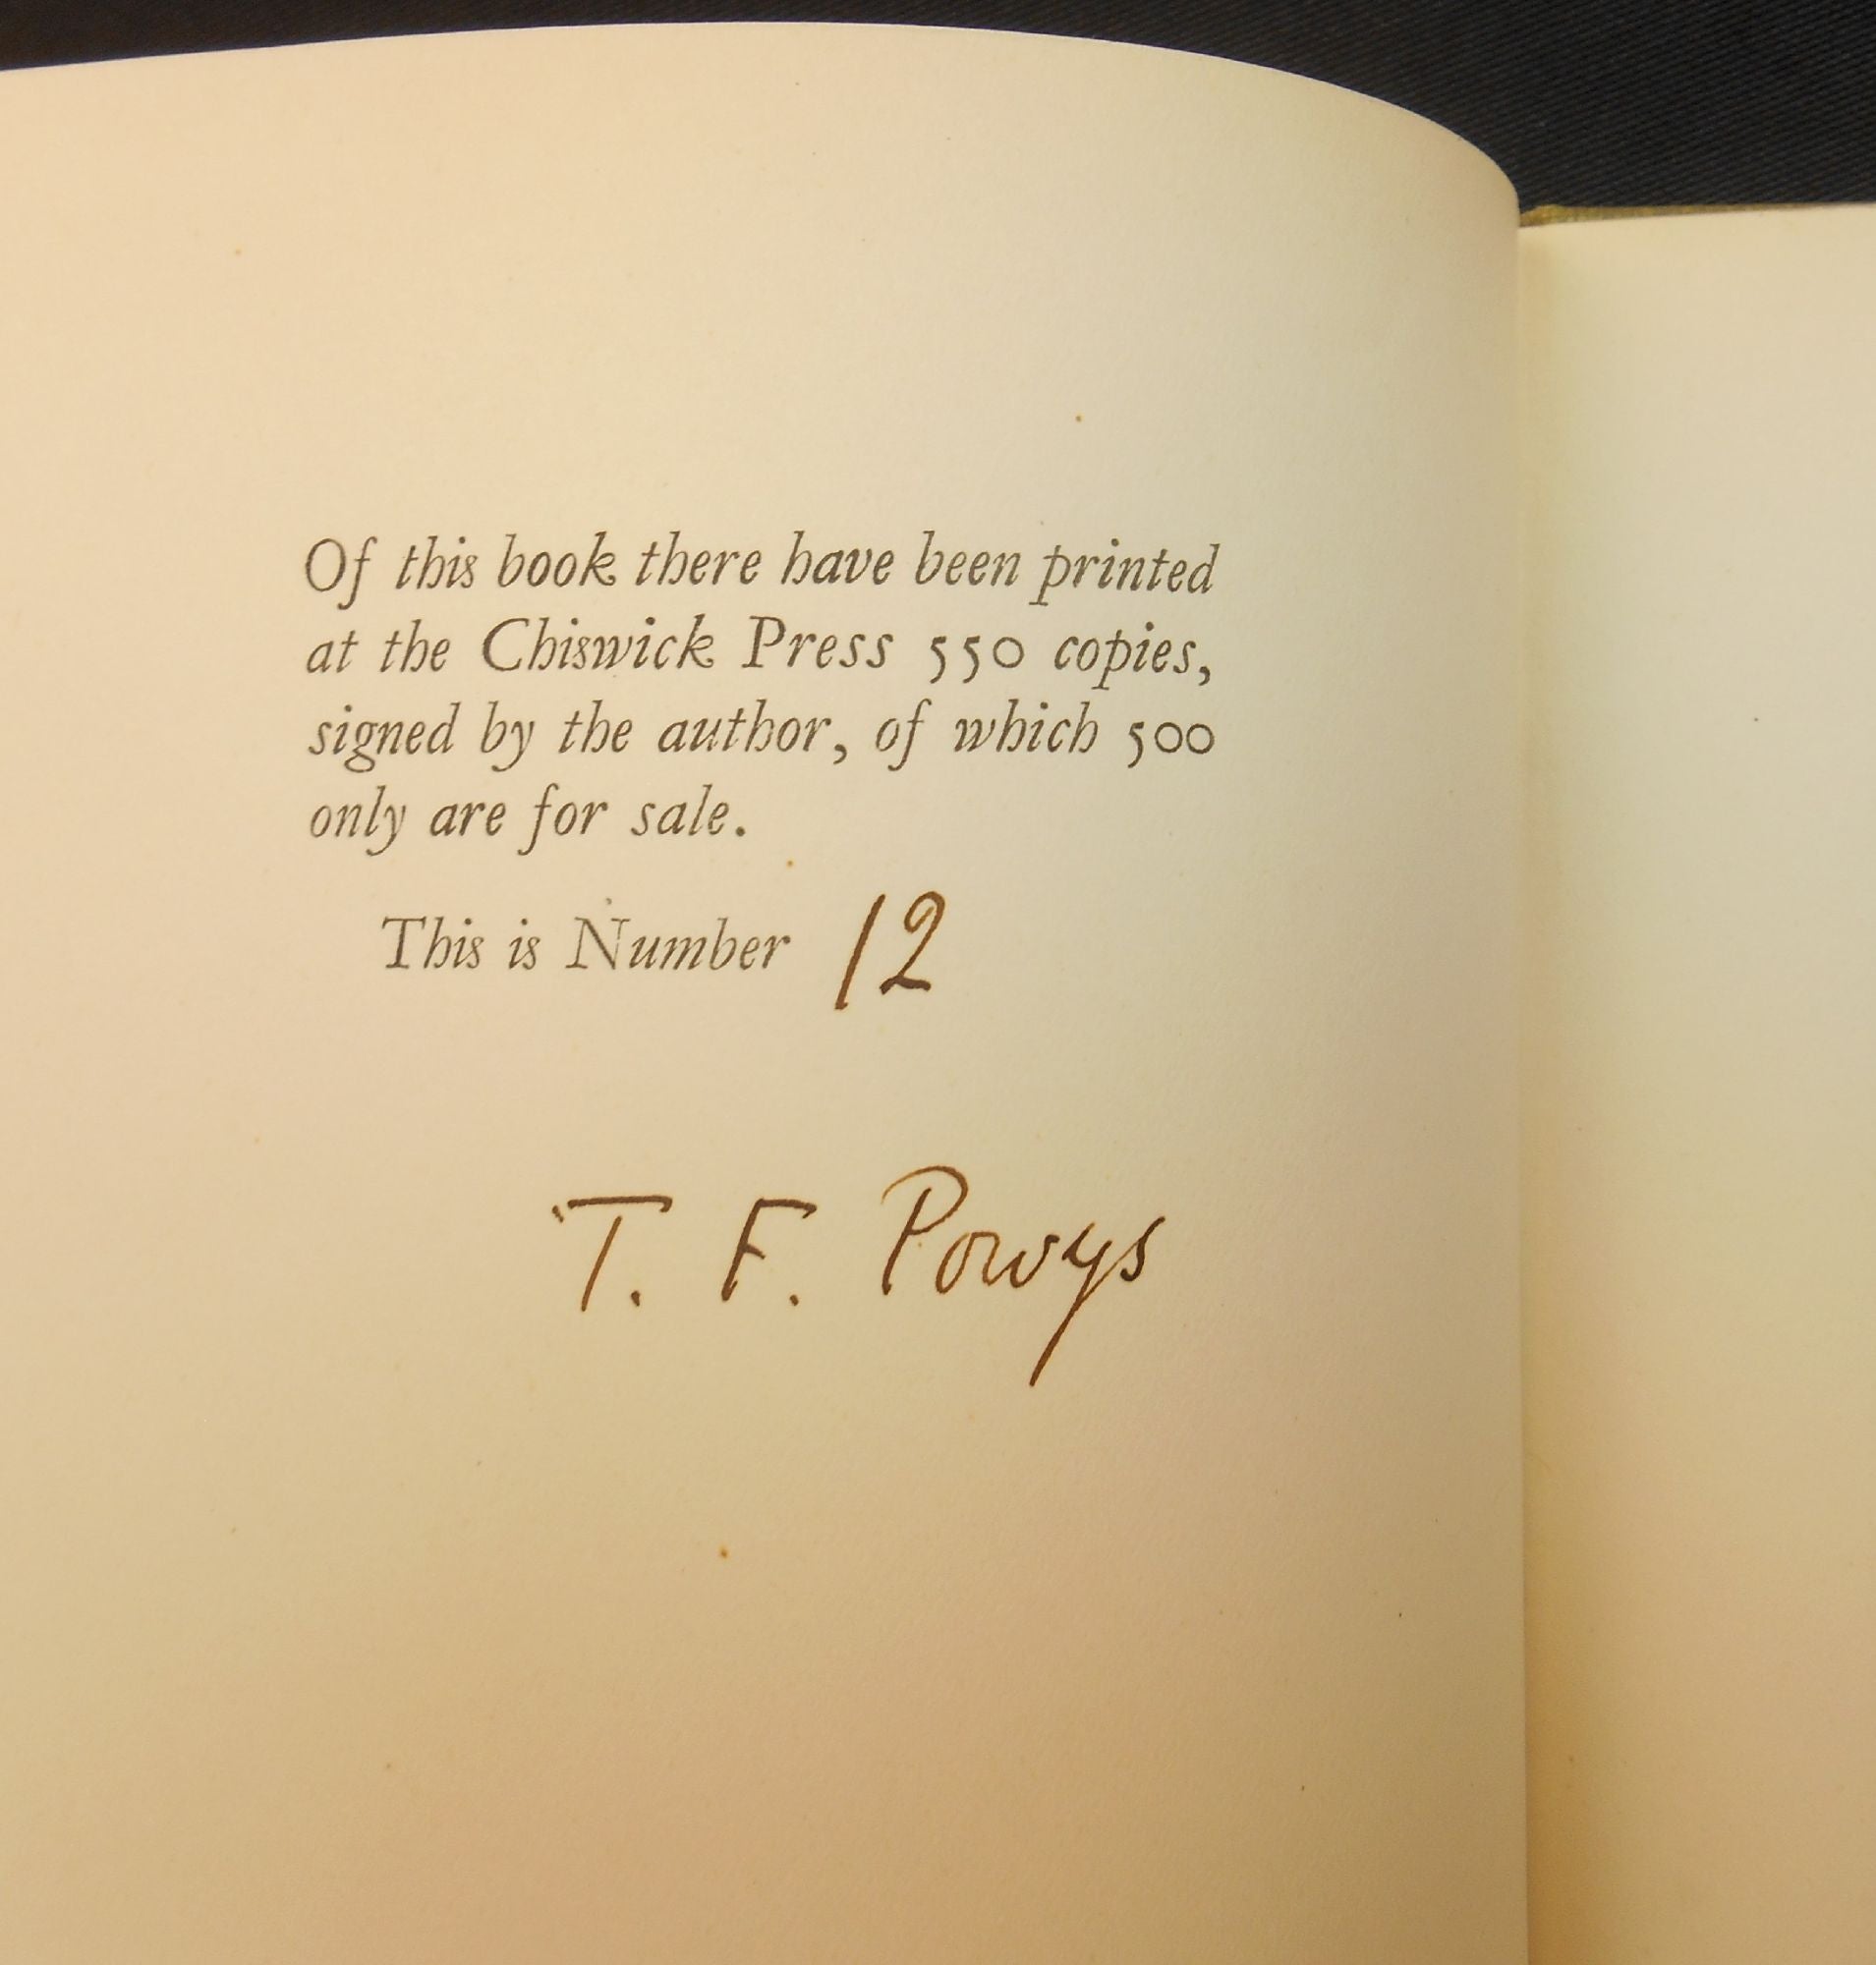 Of this book there have been printed
at the Chiswick Press 550 copies,
signed by the author, of which 500
only are for sale.
This is Number 12
T. F. Powys